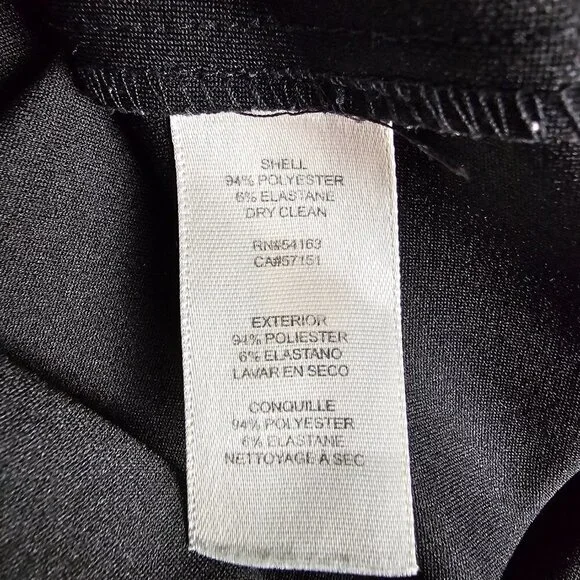 SHELL
94% POLYESTER
6% ELASTANE
DRY CLEAN
RN#54163
CA#57151
EXTERIOR
94% POLIESTER
6% ELASTANO
LAVAR EN SECO
CONQUILLE
94% POLYESTER
6% ELASTANE
NETTOYAGE À SEC